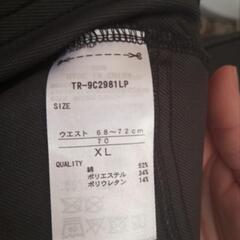 TR-9C2981LP
SIZE
ウエスト 68～72cm
70
XL
QUALITY
綿 52%
ポリエステル 34%
ポリウレタン 14%